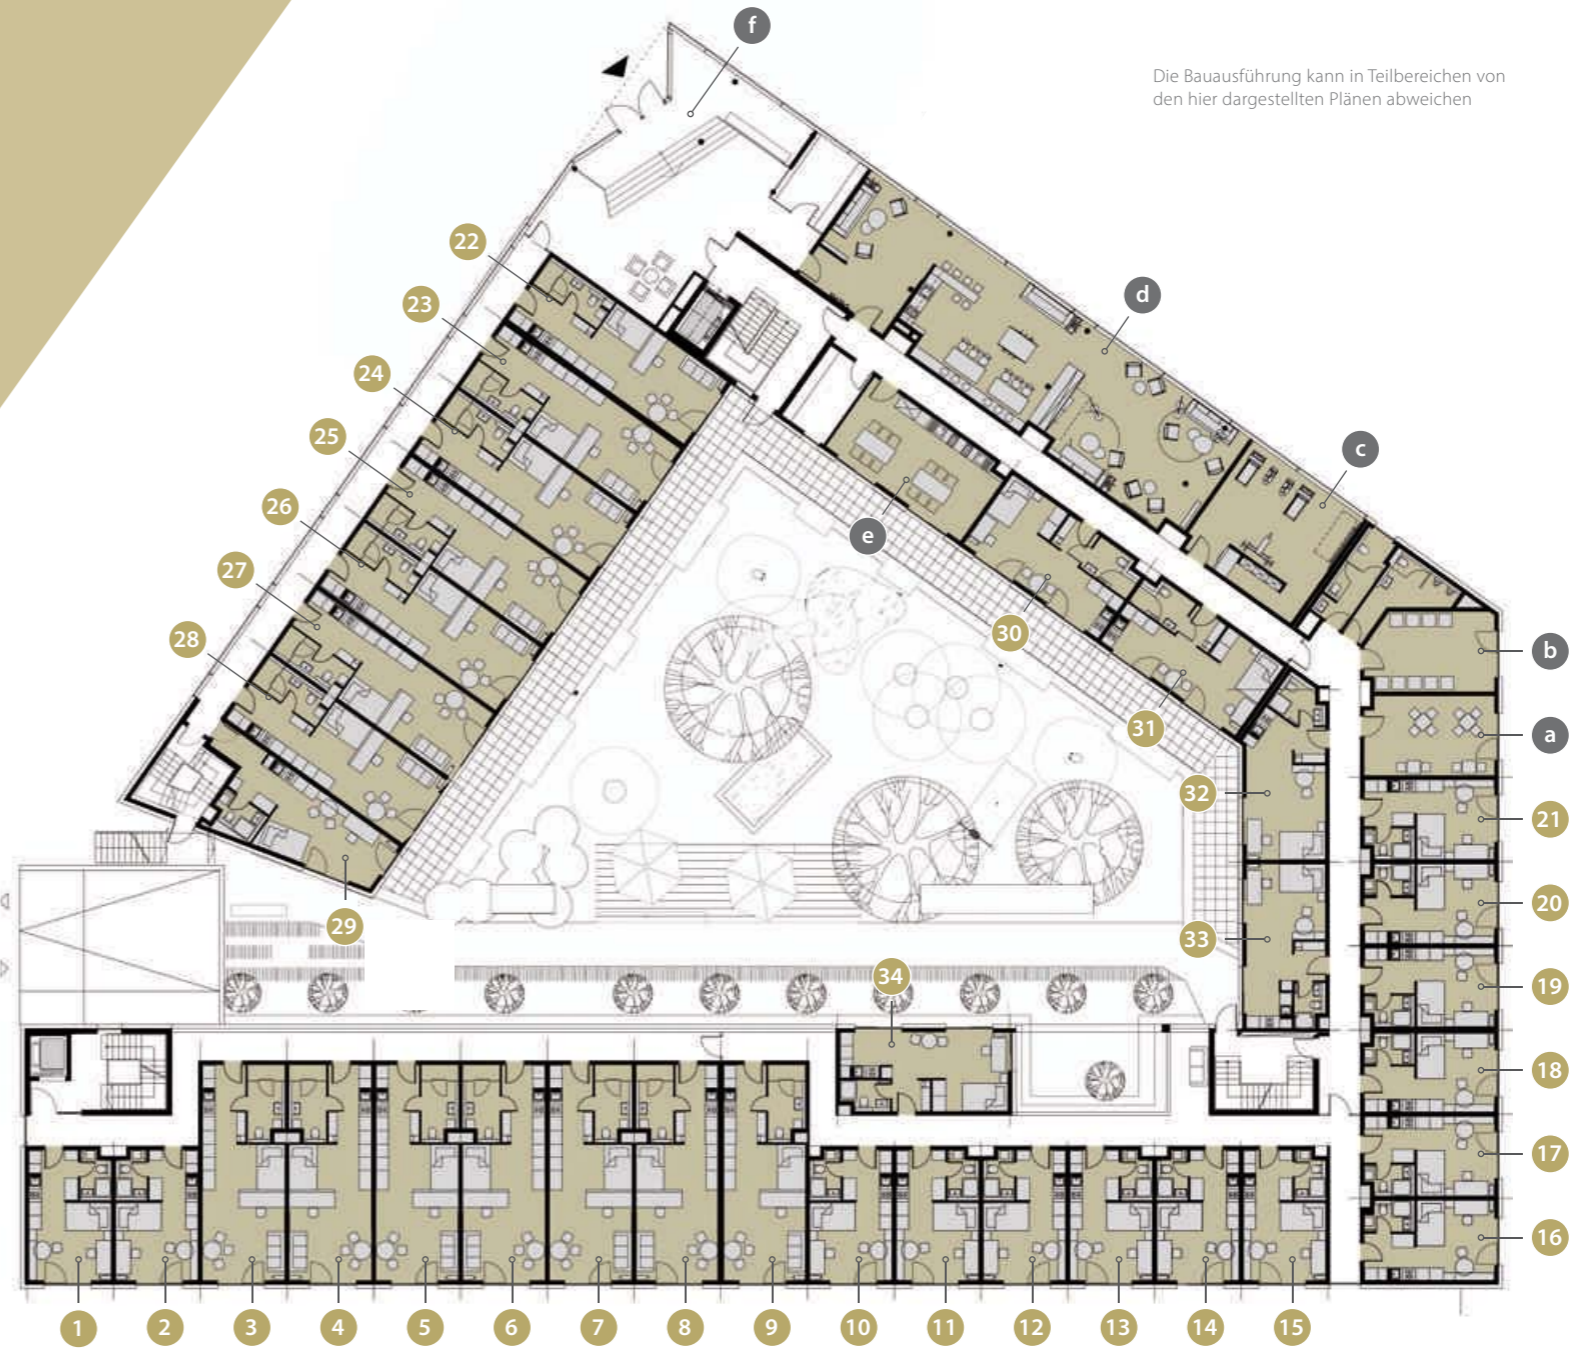 f
Die Bauausführung kann in Teilbereichen von
den hier dargestellten Plänen abweichen
22
23
d
24
25
c
26
e
27
30
28
b
31
a
32
21
20
29
33
34
19
18
17
16
1 2 3 4 5 6 7 8 9 10 11 12 13 14 15